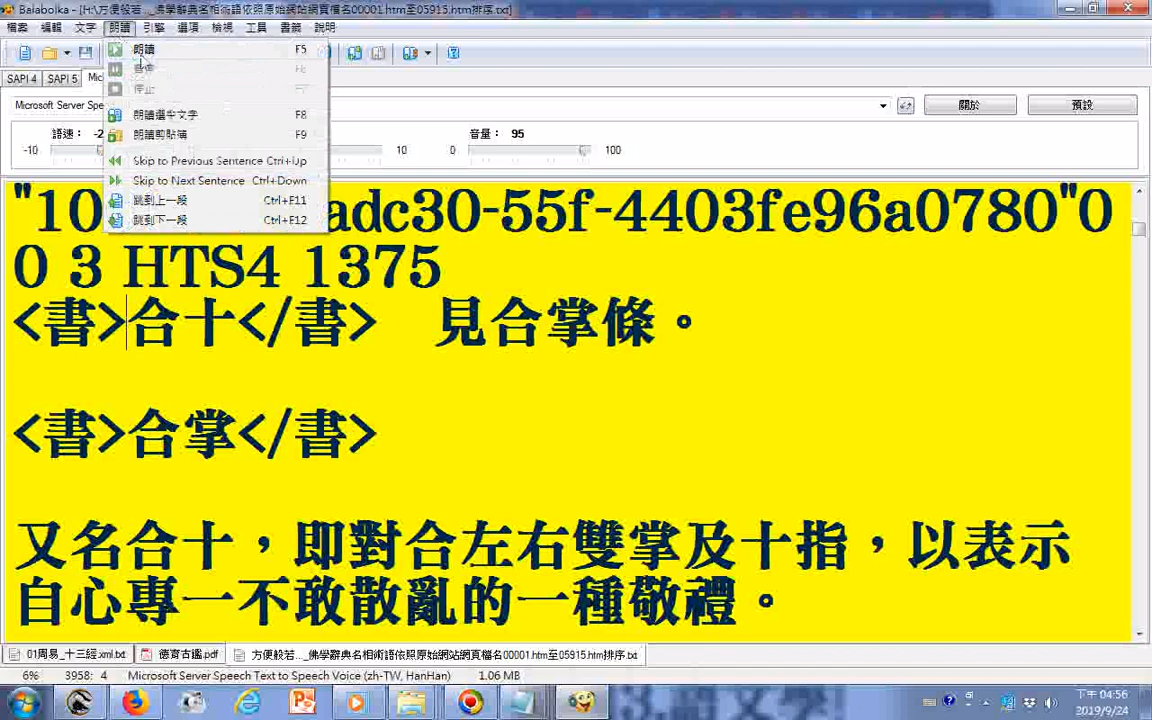 Balabolka - [H:\方便般若..._佛學辭典名相術語依照原始網站網頁檔名00001.htm至05915.htm排序.txt]
檔案 編輯 文字 朗讀 引擎 選項 檢視 工具 書籤 說明
朗讀 F5
暫停 F6
停止 F7
朗讀選牛文字 F8
朗讀剪貼簿 F9
Skip to Previous Sentence Ctrl+Up
Skip to Next Sentence Ctrl+Down
跳到上一段 Ctrl+F11
跳到下一段 Ctrl+F12
SAPI 4 SAPI 5 Mic
Microsoft Server Spe
關於 預設
語速： -2 音量： 95
-10 10 0 100
"10 adc30-55f-4403fe96a0780"0
0 3 HTS4 1375
<書>合十</書> 見合掌條。
<書>合掌</書>
又名合十，即對合左右雙掌及十指，以表示
自心專一不敢散亂的一種敬禮。
01周易_十三經.xml.txt 德育古鑑.pdf 方便般若..._佛學辭典名相術語依照原始網站網頁檔名00001.htm至05915.htm排序.txt
6% 3958: 4 Microsoft Server Speech Text to Speech Voice (zh-TW, HanHan) 1.06 MB
下午 04:56
2019/9/24